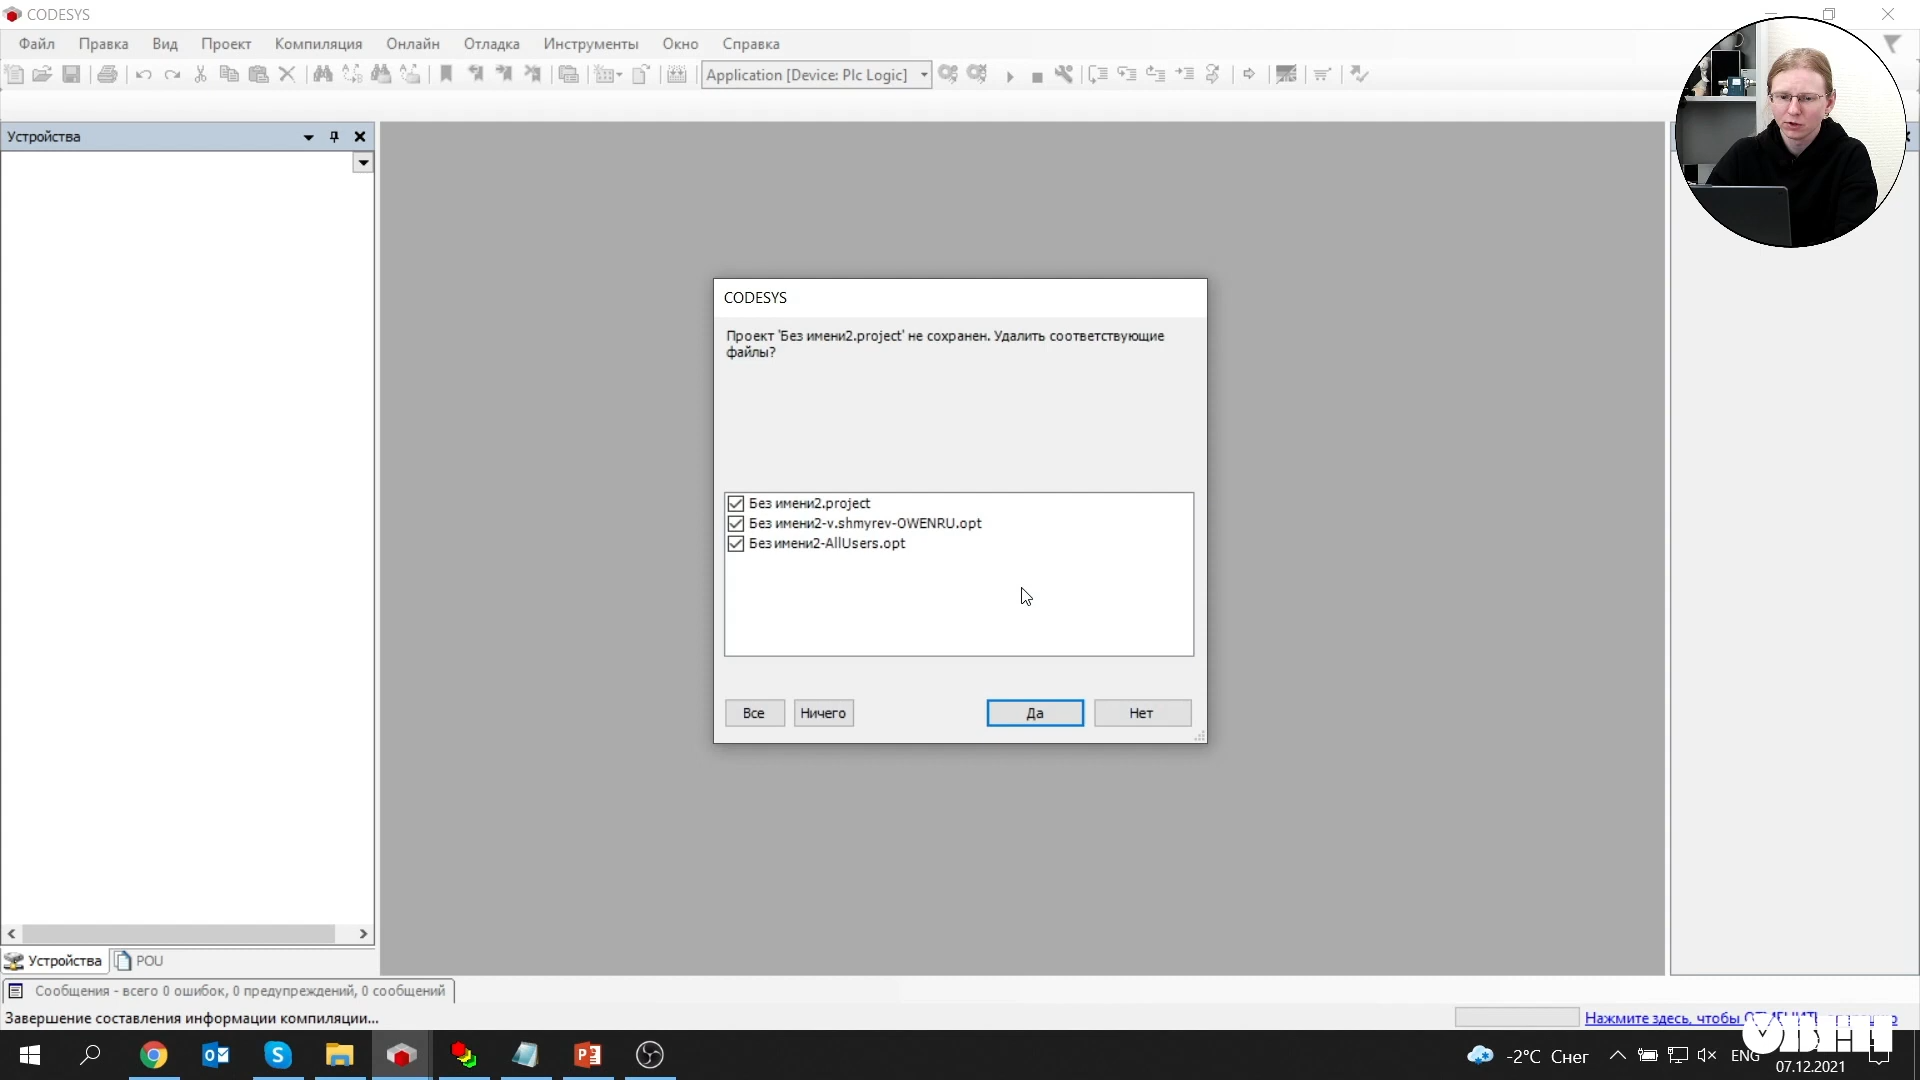 CODESYS
Файл Правка Вид Проект Компиляция Онлайн Отладка Инструменты Окно Справка
Application [Device: Plc Logic]
Устройства
CODESYS
Проект 'Без имени2.project' не сохранен. Удалить соответствующие
файлы?
Без имени2.project
Без имени2-v.shmyrev-OWENRU.opt
Без имени2-AllUsers.opt
Все Ничего Да Нет
Устройства POU
Сообщения - всего 0 ошибок, 0 предупреждений, 0 сообщений
Завершение составления информации компиляции...
Нажмите здесь, чтобы
-2°C Снег ENG
07.12.2021